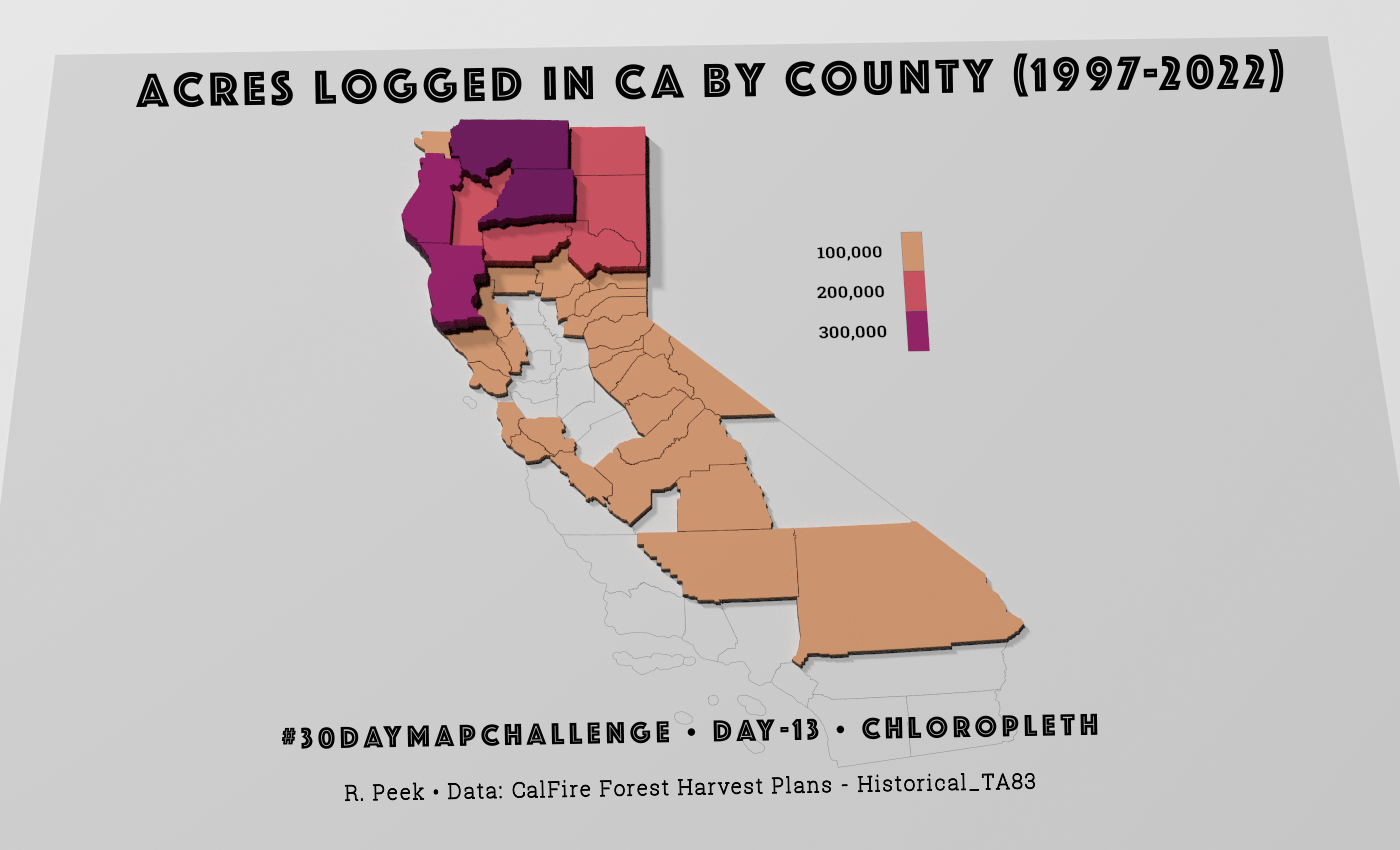 ACRES LOGGED IN CA BY COUNTY (1997-2022)
100,000
200,000
300,000
#30DAYMAPCHALLENGE • DAY-13 • CHLOROPLETH
R. Peek • Data: CalFire Forest Harvest Plans - Historical_TA83